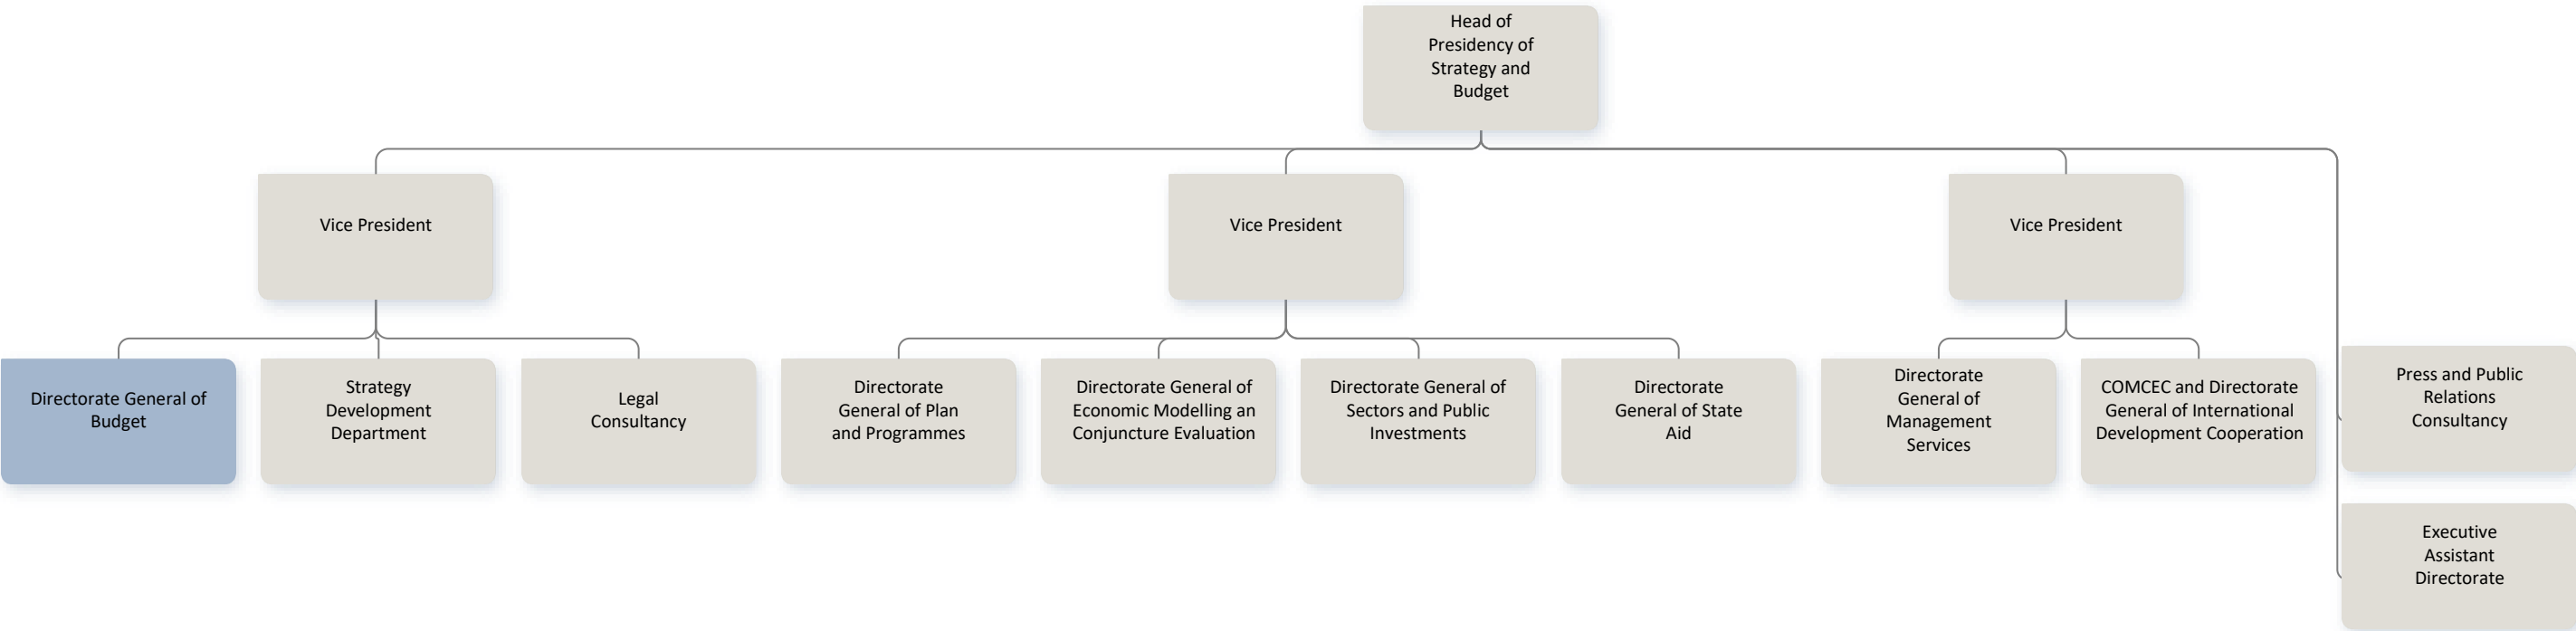 Head of
Presidency of
Strategy and
Budget
Vice President
Vice President
Vice President
Directorate General of
Budget
Strategy
Development
Department
Legal
Consultancy
Directorate
General of Plan
and Programmes
Directorate General of
Economic Modelling an
Conjuncture Evaluation
Directorate General of
Sectors and Public
Investments
Directorate
General of State
Aid
Directorate
General of
Management
Services
COMCEC and Directorate
General of International
Development Cooperation
Press and Public
Relations
Consultancy
Executive
Assistant
Directorate